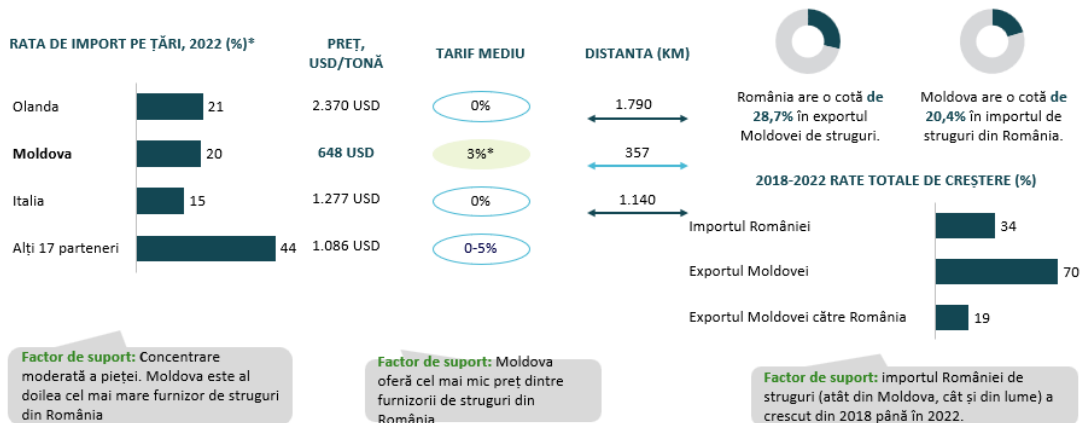 RATA DE IMPORT PE ȚĂRI, 2022 (%)*
PREȚ,
USD/TONĂ
TARIF MEDIU
DISTANTA (KM)
Olanda
21
2.370 USD
0%
1.790
Moldova
20
648 USD
3%*
357
Italia
15
1.277 USD
0%
1.140
Alți 17 parteneri
44
1.086 USD
0-5%
România are o cotă de
28,7% în exportul
Moldovei de struguri.
Moldova are o cotă de
20,4% în importul de
struguri din România.
2018-2022 RATE TOTALE DE CREȘTERE (%)
Importul României
34
Exportul Moldovei
70
Exportul Moldovei către România
19
Factor de suport: Concentrare
moderată a pieței. Moldova este al
doilea cel mai mare furnizor de struguri
din România
Factor de suport: Moldova
oferă cel mai mic preț dintre
furnizorii de struguri din
România
Factor de suport: importul României de
struguri (atât din Moldova, cât și din lume) a
crescut din 2018 până în 2022.